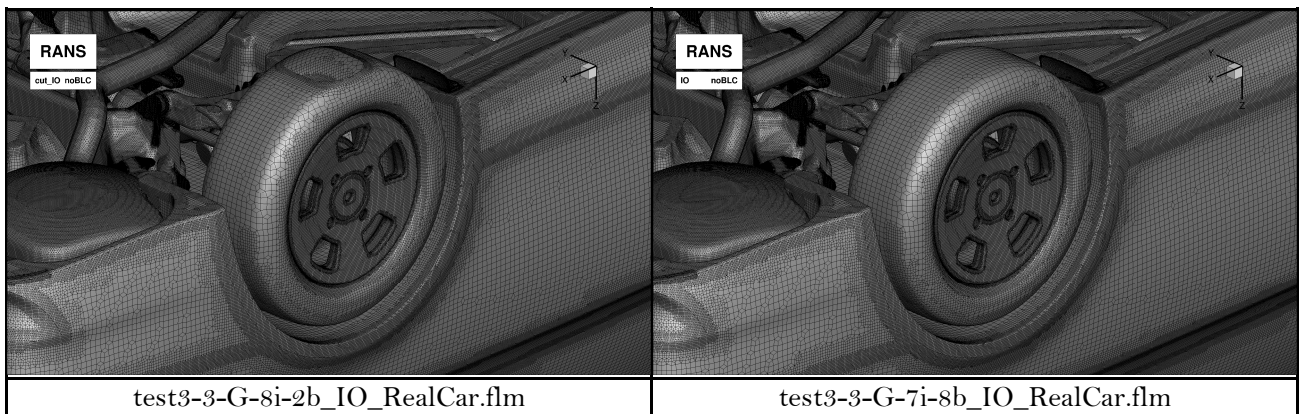 RANS
cut_IO noBLC
Y
X
Z
RANS
IO noBLC
Y
X
Z
test3-3-G-8i-2b_IO_RealCar.flm
test3-3-G-7i-8b_IO_RealCar.flm